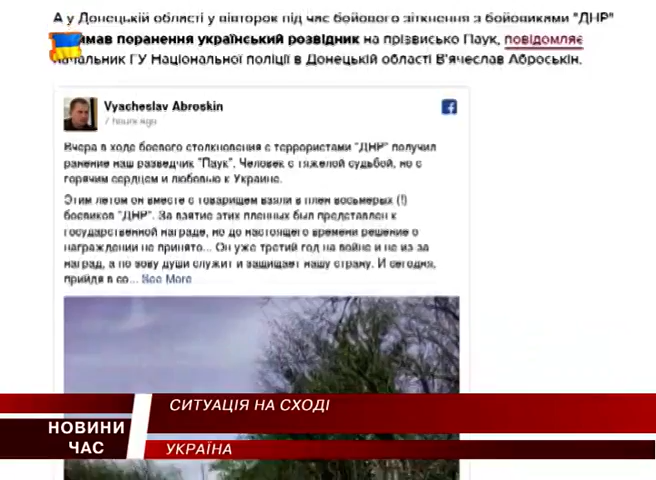 А у Донецькій області у вівторок під час бойового зіткнення з бойовиками "ДНР"
имав поранення український розвідник на прізвисько Паук, повідомляє
начальник ГУ Національної поліції в Донецькій області В'ячеслав Аброськін.
Vyacheslav Abroskin
7 hours ago
Вчера в ходе боевого столкновения с террористами "ДНР" получил
ранение наш разведчик "Паук". Человек с тяжелой судьбой, но с
горячим сердцем и любовью к Украине.
Этим летом он вместе с товарищем взяли в плен восьмерых (!)
боевиков "ДНР". За взятие этих пленных был представлен к
государственной награде, но до настоящего времени решение о
награждении не принято... Он уже третий год на войне и не из-за
наград, а по зову души служит и защищает нашу страну. И сегодня,
прийдя в со... See More
СИТУАЦІЯ НА СХОДІ
НОВИНИ
ЧАС
УКРАЇНА